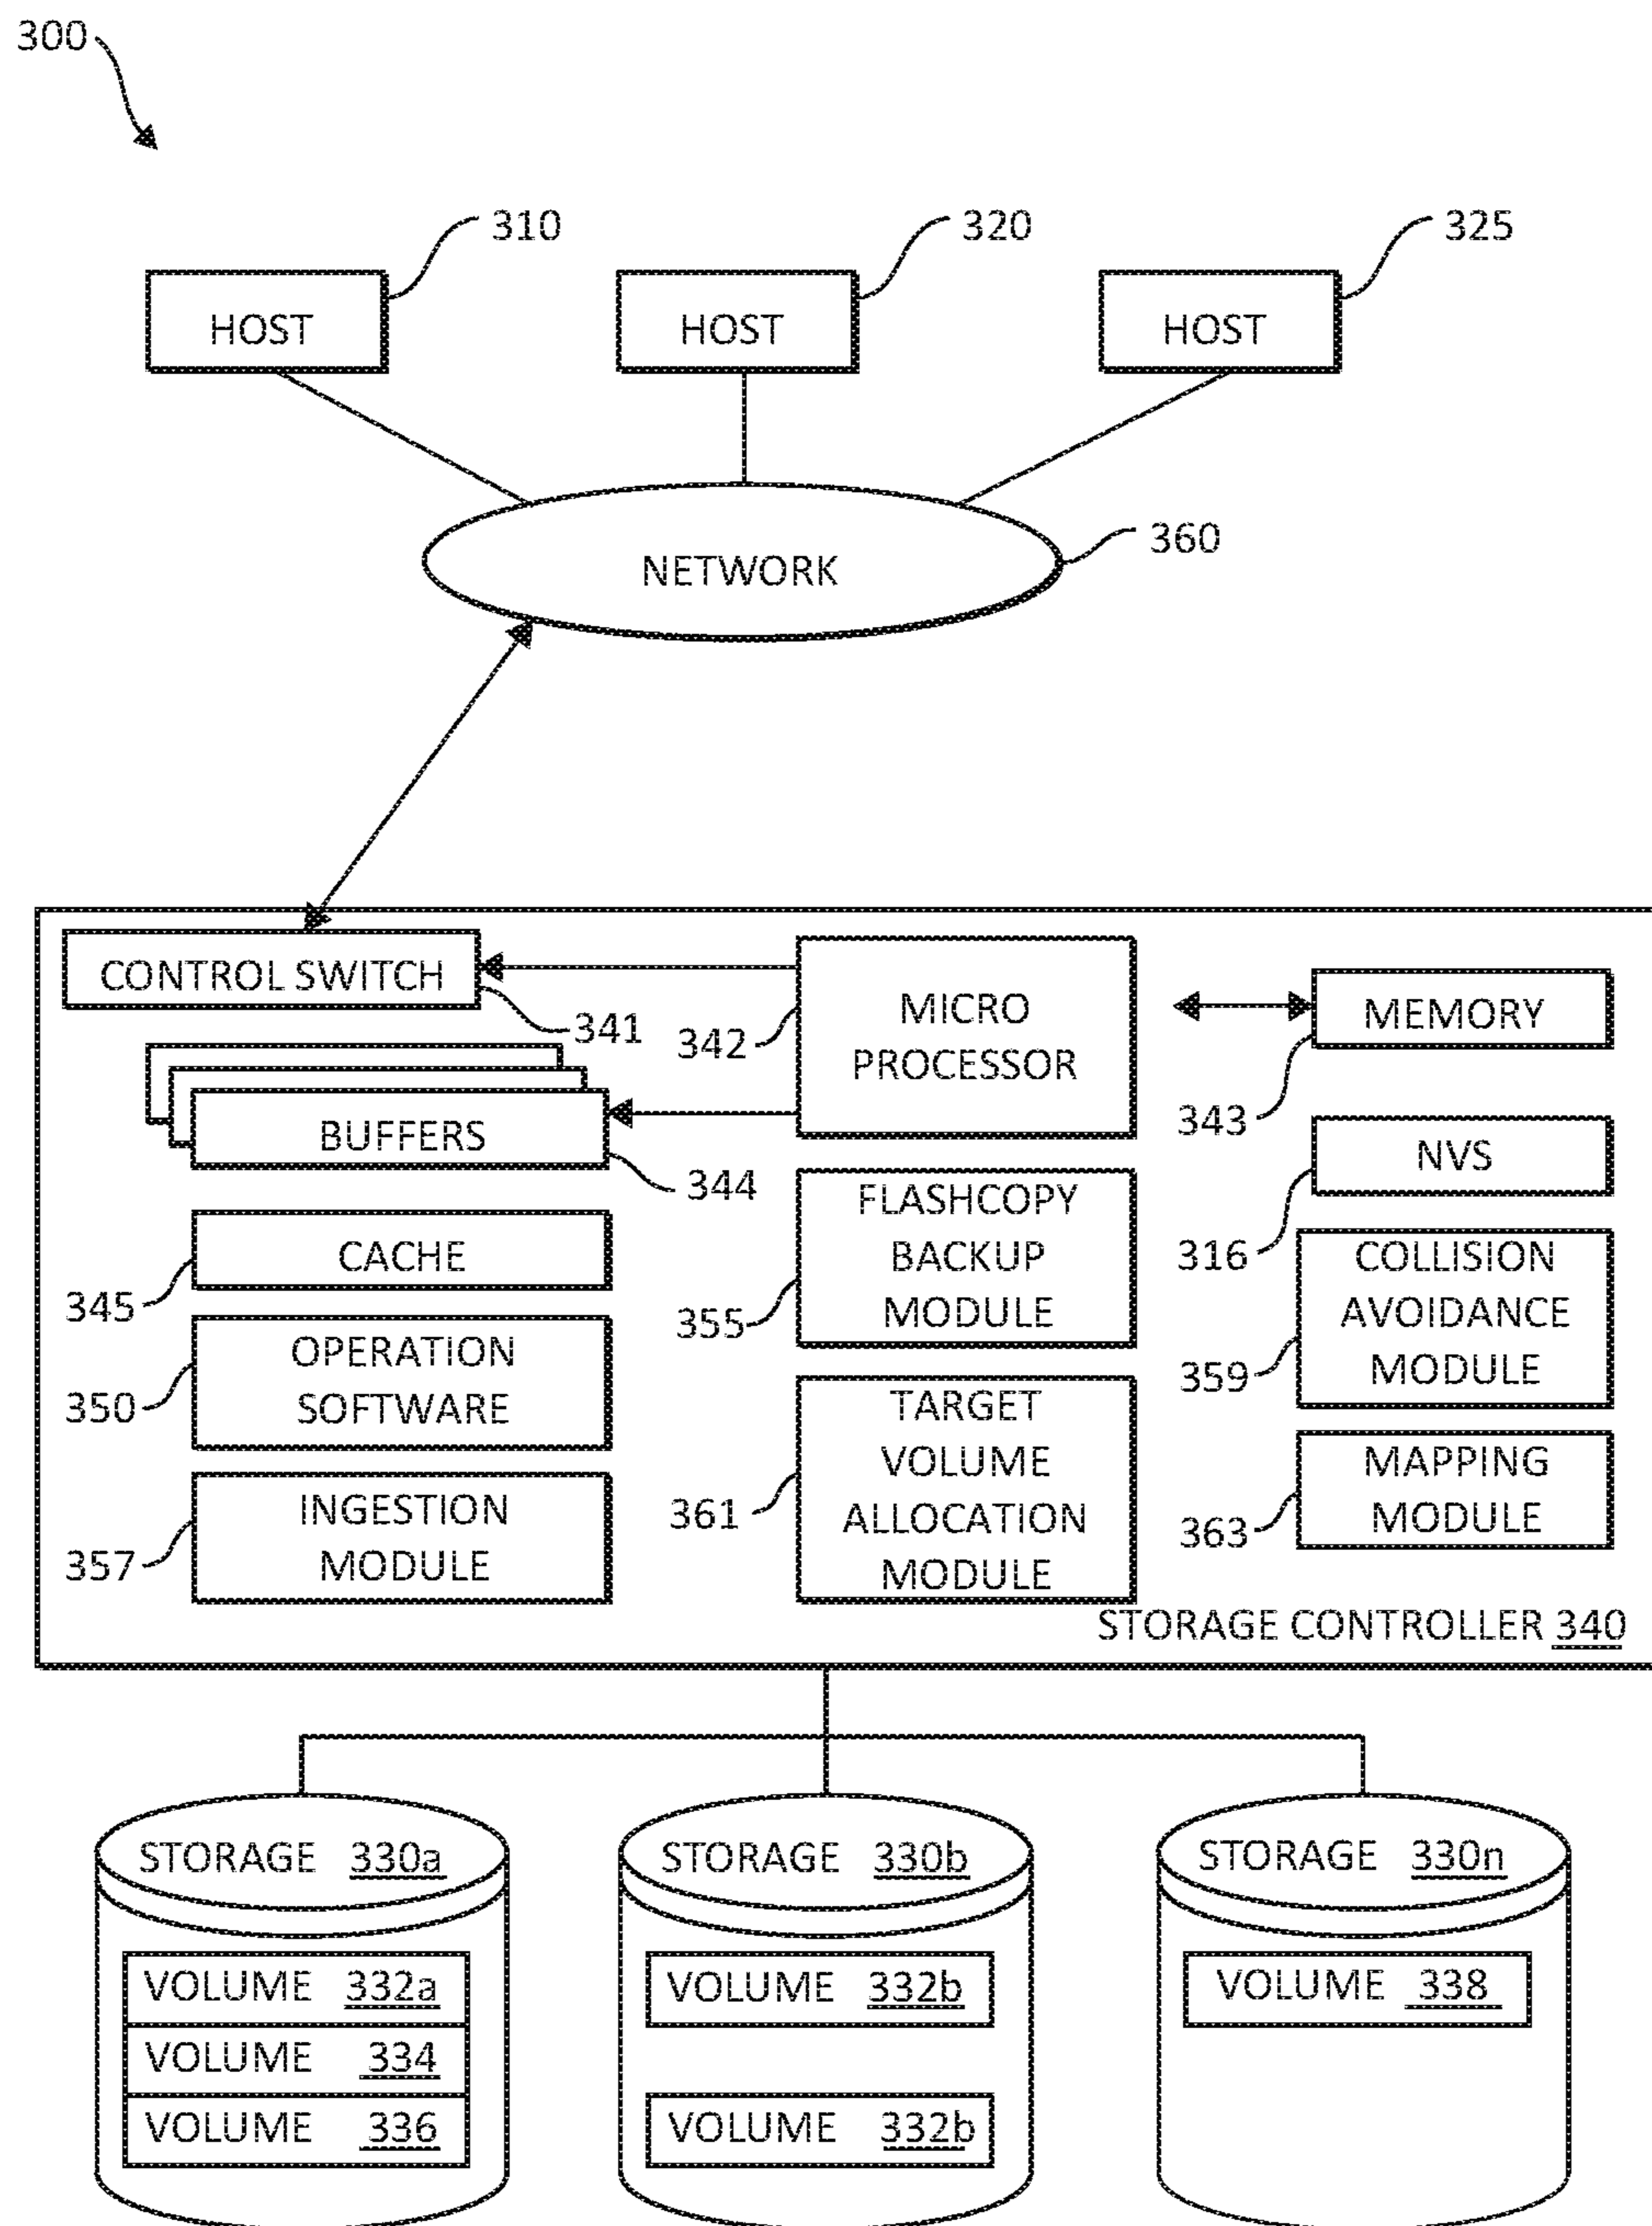 300
310
320
325
HOST
HOST
HOST
360
NETWORK
CONTROL SWITCH
341
342
MICRO
PROCESSOR
MEMORY
343
BUFFERS
344
NVS
316
CACHE
345
FLASHCOPY
BACKUP
MODULE
355
COLLISION
AVOIDANCE
MODULE
359
OPERATION
SOFTWARE
350
TARGET
VOLUME
ALLOCATION
MODULE
361
MAPPING
MODULE
363
INGESTION
MODULE
357
STORAGE CONTROLLER 340
STORAGE 330a
STORAGE 330b
STORAGE 330n
VOLUME 332a
VOLUME 334
VOLUME 336
VOLUME 332b
VOLUME 332b
VOLUME 338